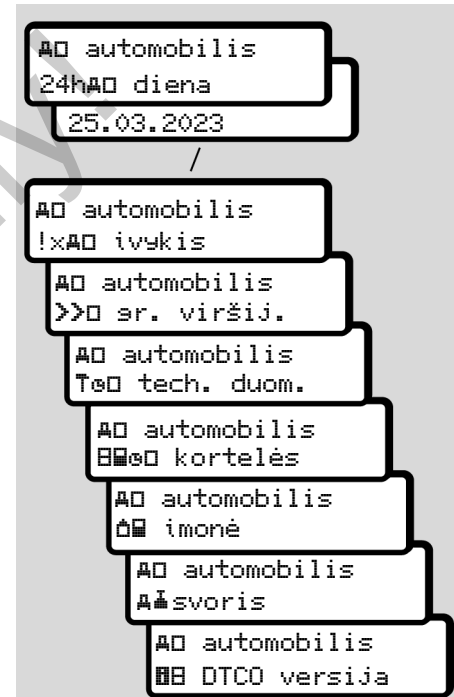 automobilis
24h diena
25.03.2023
/
automobilis
!x ivykis
automobilis
>> gr. viršij.
automobilis
tech. duom.
automobilis
kortelės
automobilis
imonė
automobilis
svoris
automobilis
DTCO versija